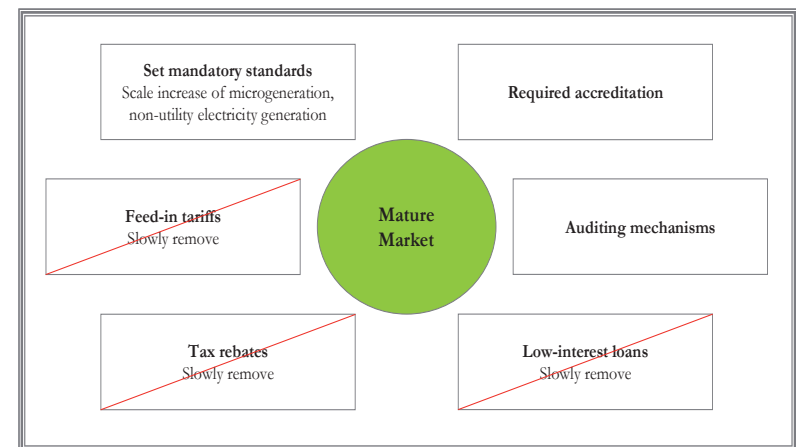 Set mandatory standards
Scale increase of microgeneration,
non-utility electricity generation
Required accreditation
Feed-in tariffs
Slowly remove
Mature
Market
Auditing mechanisms
Tax rebates
Slowly remove
Low-interest loans
Slowly remove